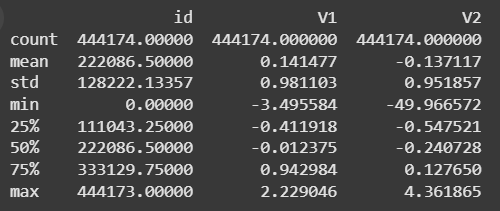 id V1 V2
count 444174.00000 444174.000000 444174.000000
mean 222086.50000 0.141477 -0.137117
std 128222.13357 0.981103 0.951857
min 0.00000 -3.495584 -49.966572
25% 111043.25000 -0.411918 -0.547521
50% 222086.50000 -0.012375 -0.240728
75% 333129.75000 0.942984 0.127650
max 444173.00000 2.229046 4.361865